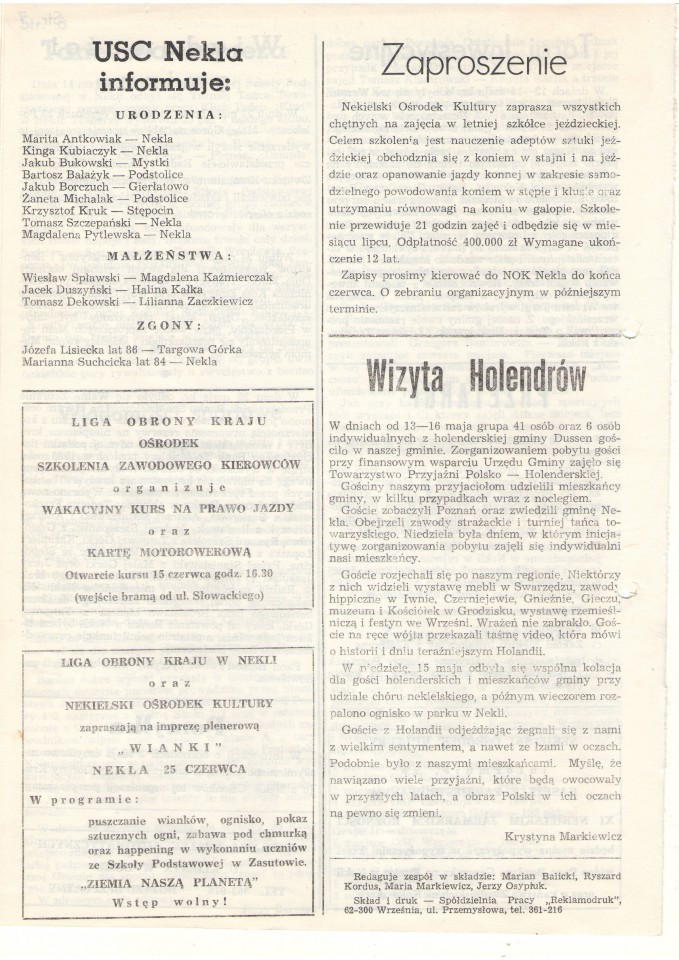 USC Nekla
informuje:
URODZENIA:
Marita Antkowiak — Nekla
Kinga Kubiaczyk — Nekla
Jakub Bukowski — Mystki
Bartosz Bałażyk — Podstolice
Jakub Borczuch — Gierłatowo
Żaneta Michalak — Podstolice
Krzysztof Kruk — Stępocin
Tomasz Szczepański — Nekla
Magdalena Pytlewska — Nekla
MAŁŻEŃSTWA:
Wiesław Spławski — Magdalena Kaźmierczak
Jacek Duszyński — Halina Kałka
Tomasz Dekowski — Lilianna Zaczkiewicz
ZGONY:
Józefa Lisiecka lat 86 — Targowa Górka
Marianna Suchcicka lat 84 — Nekla
LIGA OBRONY KRAJU
OŚRODEK
SZKOLENIA ZAWODOWEGO KIEROWCÓW
organizuje
WAKACYJNY KURS NA PRAWO JAZDY
oraz
KARTĘ MOTOROWEROWĄ
Otwarcie kursu 15 czerwca godz. 16.30
(wejście bramą od ul. Słowackiego)
LIGA OBRONY KRAJU W NEKLI
oraz
NEKIELSKI OŚRODEK KULTURY
zapraszają na imprezę plenerową
„WIANKI"
NEKLA 25 CZERWCA
W programie:
puszczanie wianków, ognisko, pokaz
sztucznych ogni, zabawa pod chmurką
oraz happening w wykonaniu uczniów
ze Szkoły Podstawowej w Zasutowie.
„ZIEMIA NASZĄ PLANETĄ"
Wstęp wolny!
Zaproszenie
Nekielski Ośrodek Kultury zaprasza wszystkich
chętnych na zajęcia w letniej szkółce jeździeckiej.
Celem szkolenia jest nauczenie adeptów sztuki jeź-
dzieckiej obchodznia się z koniem w stajni i na jeź-
dzie oraz opanowanie jazdy konnej w zakresie samo-
dzielnego powodowania koniem w stępie i kłusie oraz
utrzymaniu równowagi na koniu w galopie. Szkole-
nie przewiduje 21 godzin zajęć i odbędzie się w mie-
siącu lipcu. Odpłatność 400.000 zł Wymagane ukoń-
czenie 12 lat.
Zapisy prosimy kierować do NOK Nekla do końca
czerwca. O zebraniu organizacyjnym w późniejszym
terminie.
Wizyta Holendrów
W dniach od 13—16 maja grupa 41 osób oraz 6 osób
indywidualnych z holenderskiej gminy Dussen goś-
ciło w naszej gminie. Zorganizowaniem pobytu gości
przy finansowym wsparciu Urzędu Gminy zajęło się
Towarzystwo Przyjaźni Polsko — Holenderskiej.
Gościny naszym przyjaciołom udzielili mieszkańcy
gminy, w kilku przypadkach wraz z noclegiem.
Goście zobaczyli Poznań oraz zwiedzili gminę Ne-
kla. Obejrzeli zawody strażackie i turniej tańca to-
warzyskiego. Niedziela była dniem, w którym inicja-
tywę zorganizowania pobytu zajęli się indywidualni
nasi mieszkańcy.
Goście rozjechali się po naszym regionie. Niektórzy
z nich widzieli wystawę mebli w Swarzędzu, zawody
hippiczne w Iwnie, Czerniejewie, Gnieźnie, Gieczu,
muzeum i Kościółek w Grodzisku, wystawę rzemieśl-
niczą i festyn we Wrześni. Wrażeń nie zabrakło. Goś-
cie na ręce wójta przekazali taśmę video, która mówi
o historii i dniu teraźniejszym Holandii.
W niedzielę, 15 maja odbyła się wspólna kolacja
dla gości holenderskich i mieszkańców gminy przy
udziale chóru nekielskiego, a późnym wieczorem roz-
palono ognisko w parku w Nekli.
Goście z Holandii odjeżdżając żegnali się z nami
z wielkim sentymentem, a nawet ze łzami w oczach.
Podobnie było z naszymi mieszkańcami. Myślę, że
nawiązano wiele przyjaźni, które będą owocowały
w przyszłych latach, a obraz Polski w ich oczach
na pewno się zmieni.
Krystyna Markiewicz
Redaguje zespół w składzie: Marian Balicki, Ryszard
Kordus, Maria Markiewicz, Jerzy Osypiuk.
Skład i druk — Spółdzielnia Pracy „Reklamodruk",
62-300 Września, ul. Przemysłowa, tel. 361-216